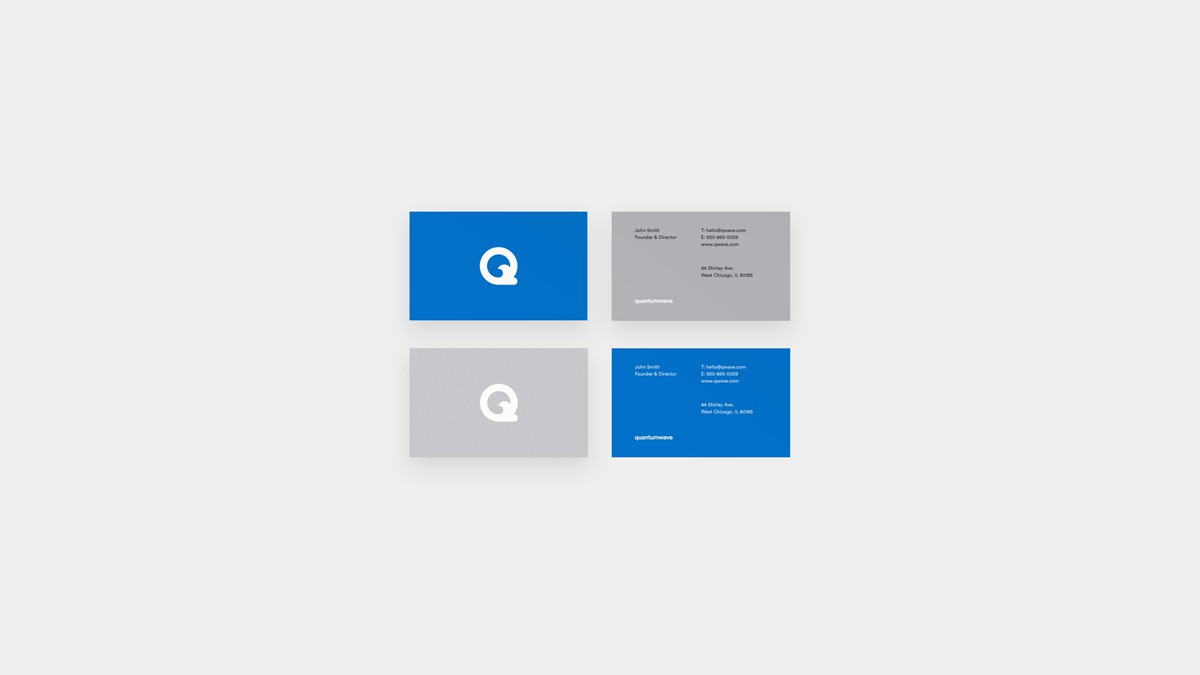 Q
John Smith
Founder & Director
T: hello@qwave.com
E: 920-665-0059
www.qwave.com
44 Shirley Ave.
West Chicago, IL 60185
quantumwave
Q
John Smith
Founder & Director
T: hello@qwave.com
E: 920-665-0059
www.qwave.com
44 Shirley Ave.
West Chicago, IL 60185
quantumwave